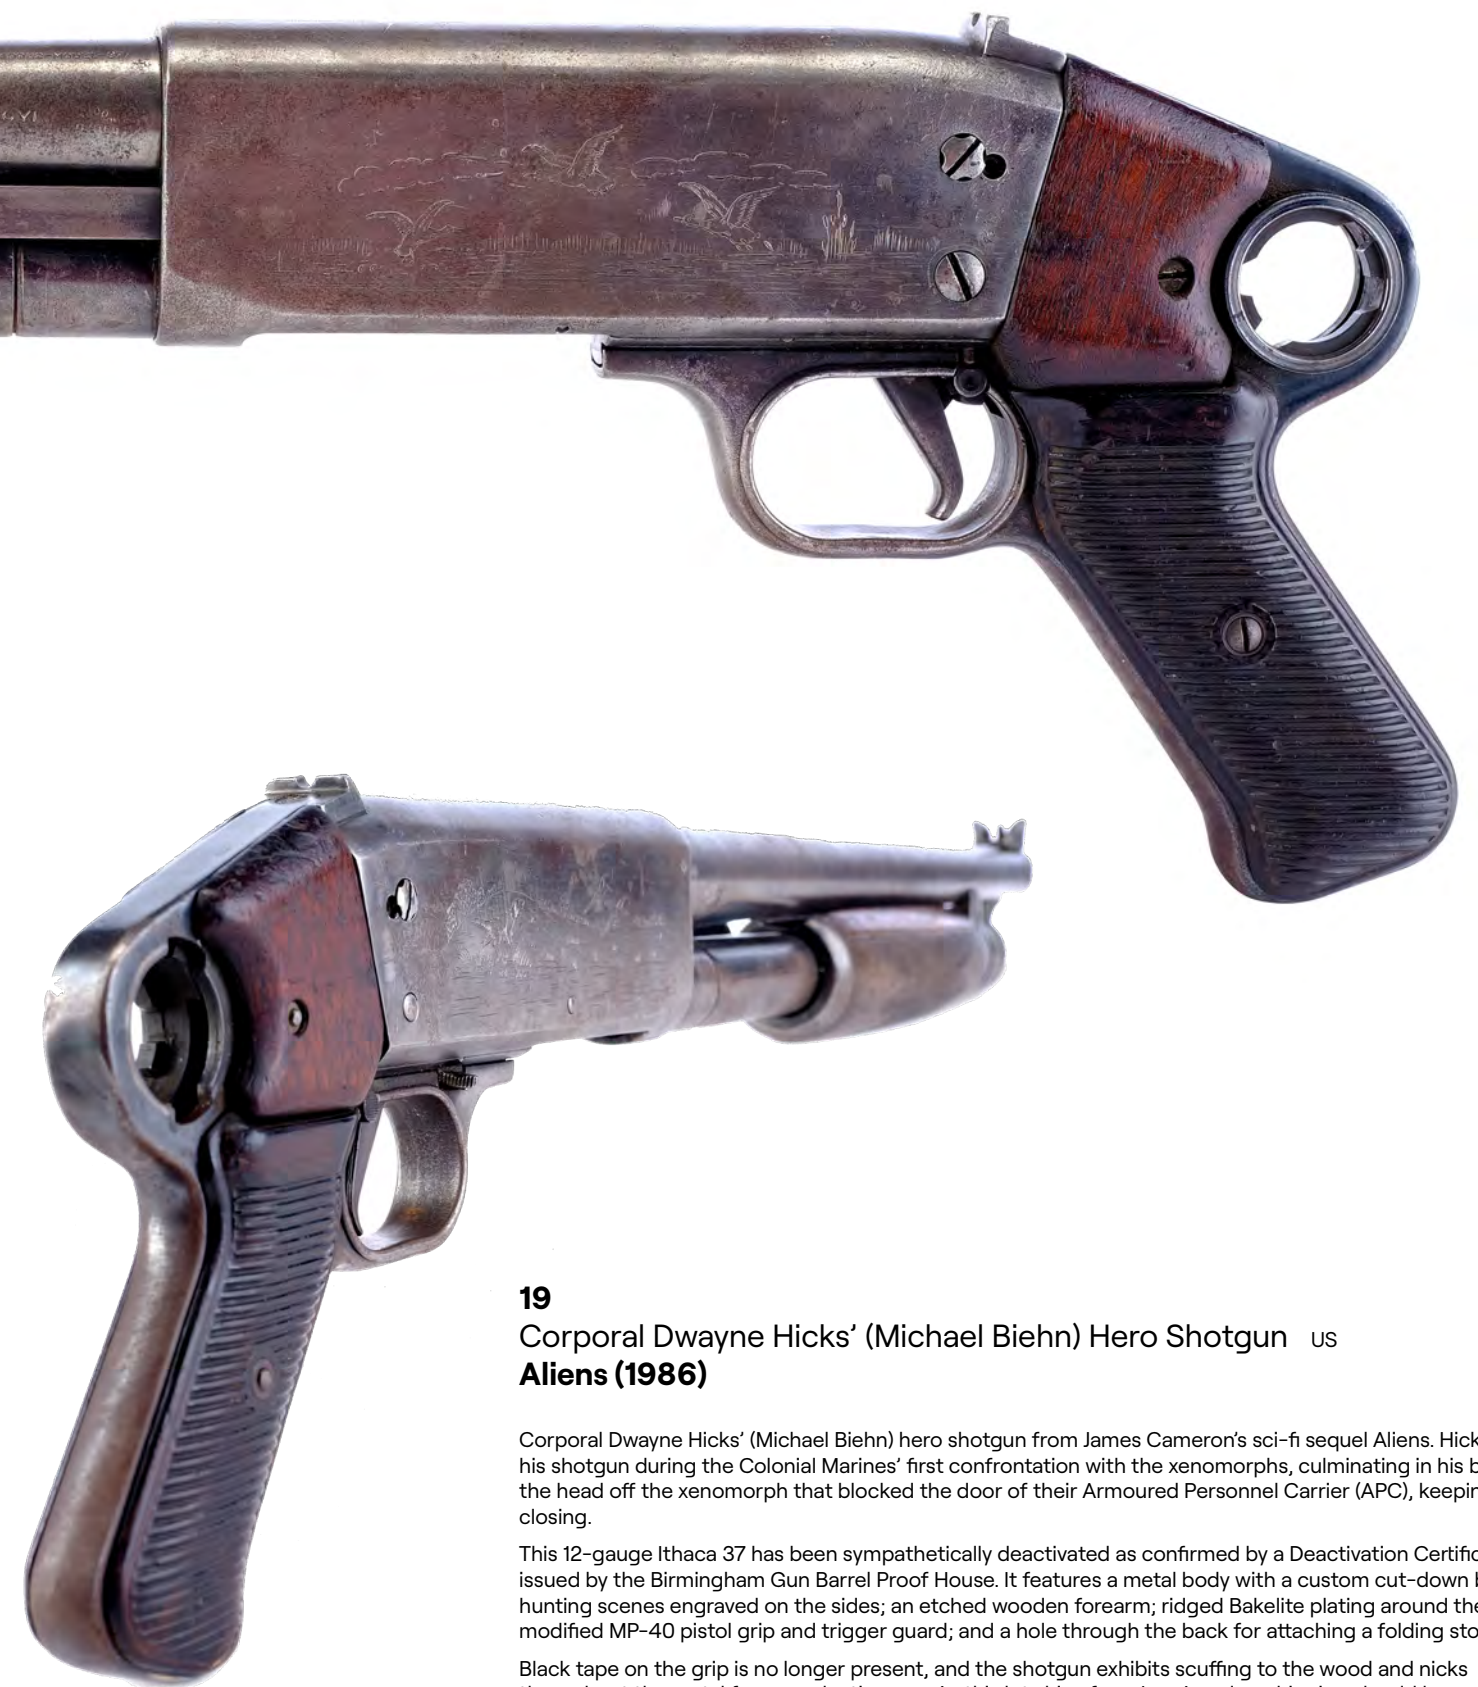 19
Corporal Dwayne Hicks’ (Michael Biehn) Hero Shotgun US
Aliens (1986)
Corporal Dwayne Hicks’ (Michael Biehn) hero shotgun from James Cameron’s sci-fi sequel Aliens.
his shotgun during the Colonial Marines’ first confrontation with the xenomorphs, culminating in his
the head off the xenomorph that blocked the door of their Armoured Personnel Carrier (APC),
closing.
This 12-gauge Ithaca 37 has been sympathetically deactivated as confirmed by a Deactivation
issued by the Birmingham Gun Barrel Proof House. It features a metal body with a custom cut-down
hunting scenes engraved on the sides; an etched wooden forearm; ridged Bakelite plating around the
modified MP-40 pistol grip and trigger guard; and a hole through the back for attaching a folding
Black tape on the grip is no longer present, and the shotgun exhibits scuffing to the wood and nicks